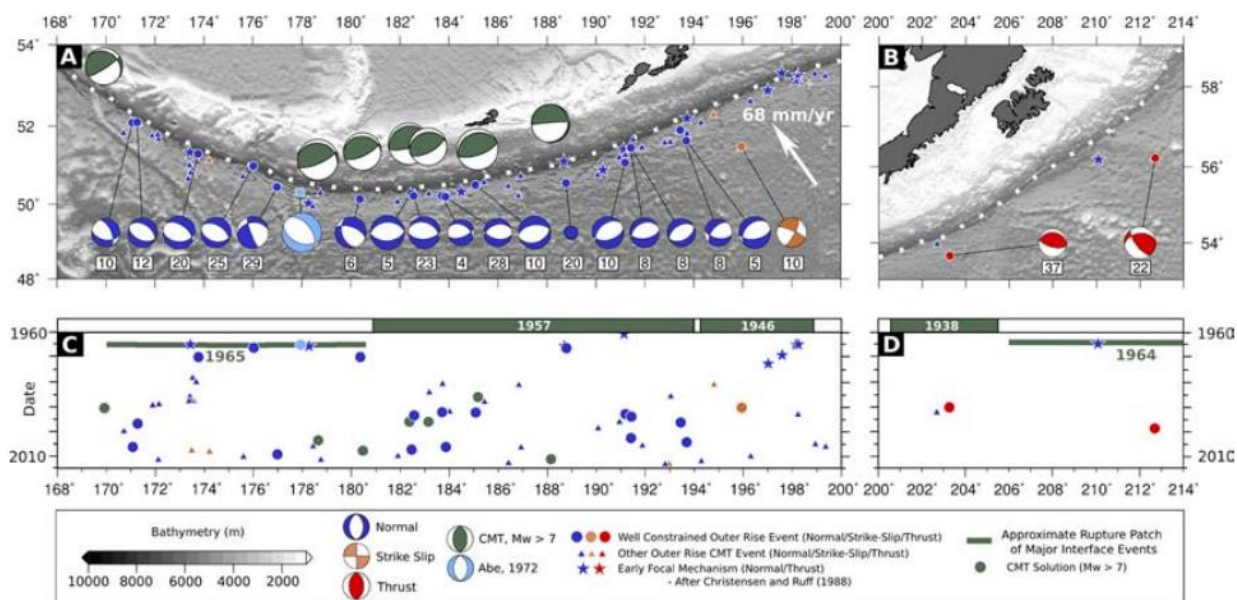 168° 170° 172° 174° 176° 178° 180° 182° 184° 186° 188° 190° 192° 194° 196° 198° 200° 200° 202° 204° 206° 208° 210° 212° 214°
54°
A
B
58°
52°
68 mm/yr
56°
50°
54°
10 12 20 25 29 6 5 23 4 28 10 20 10 8 8 8 5 10
37 22
48°
1957 1946 1938
1960
C
D
1960
1965
1964
Date
2010
2010
168° 170° 172° 174° 176° 178° 180° 182° 184° 186° 188° 190° 192° 194° 196° 198° 200° 200° 202° 204° 206° 208° 210° 212° 214°
Bathymetry (m)
10000 8000 6000 4000 2000
Normal
Strike Slip
Thrust
CMT, Mw > 7
Abe, 1972
Well Constrained Outer Rise Event (Normal/Strike-Slip/Thrust)
Other Outer Rise CMT Event (Normal/Strike-Slip/Thrust)
Early Focal Mechanism (Normal/Thrust)
- After Christensen and Ruff (1988)
Approximate Rupture Patch
of Major Interface Events
CMT Solution (Mw > 7)